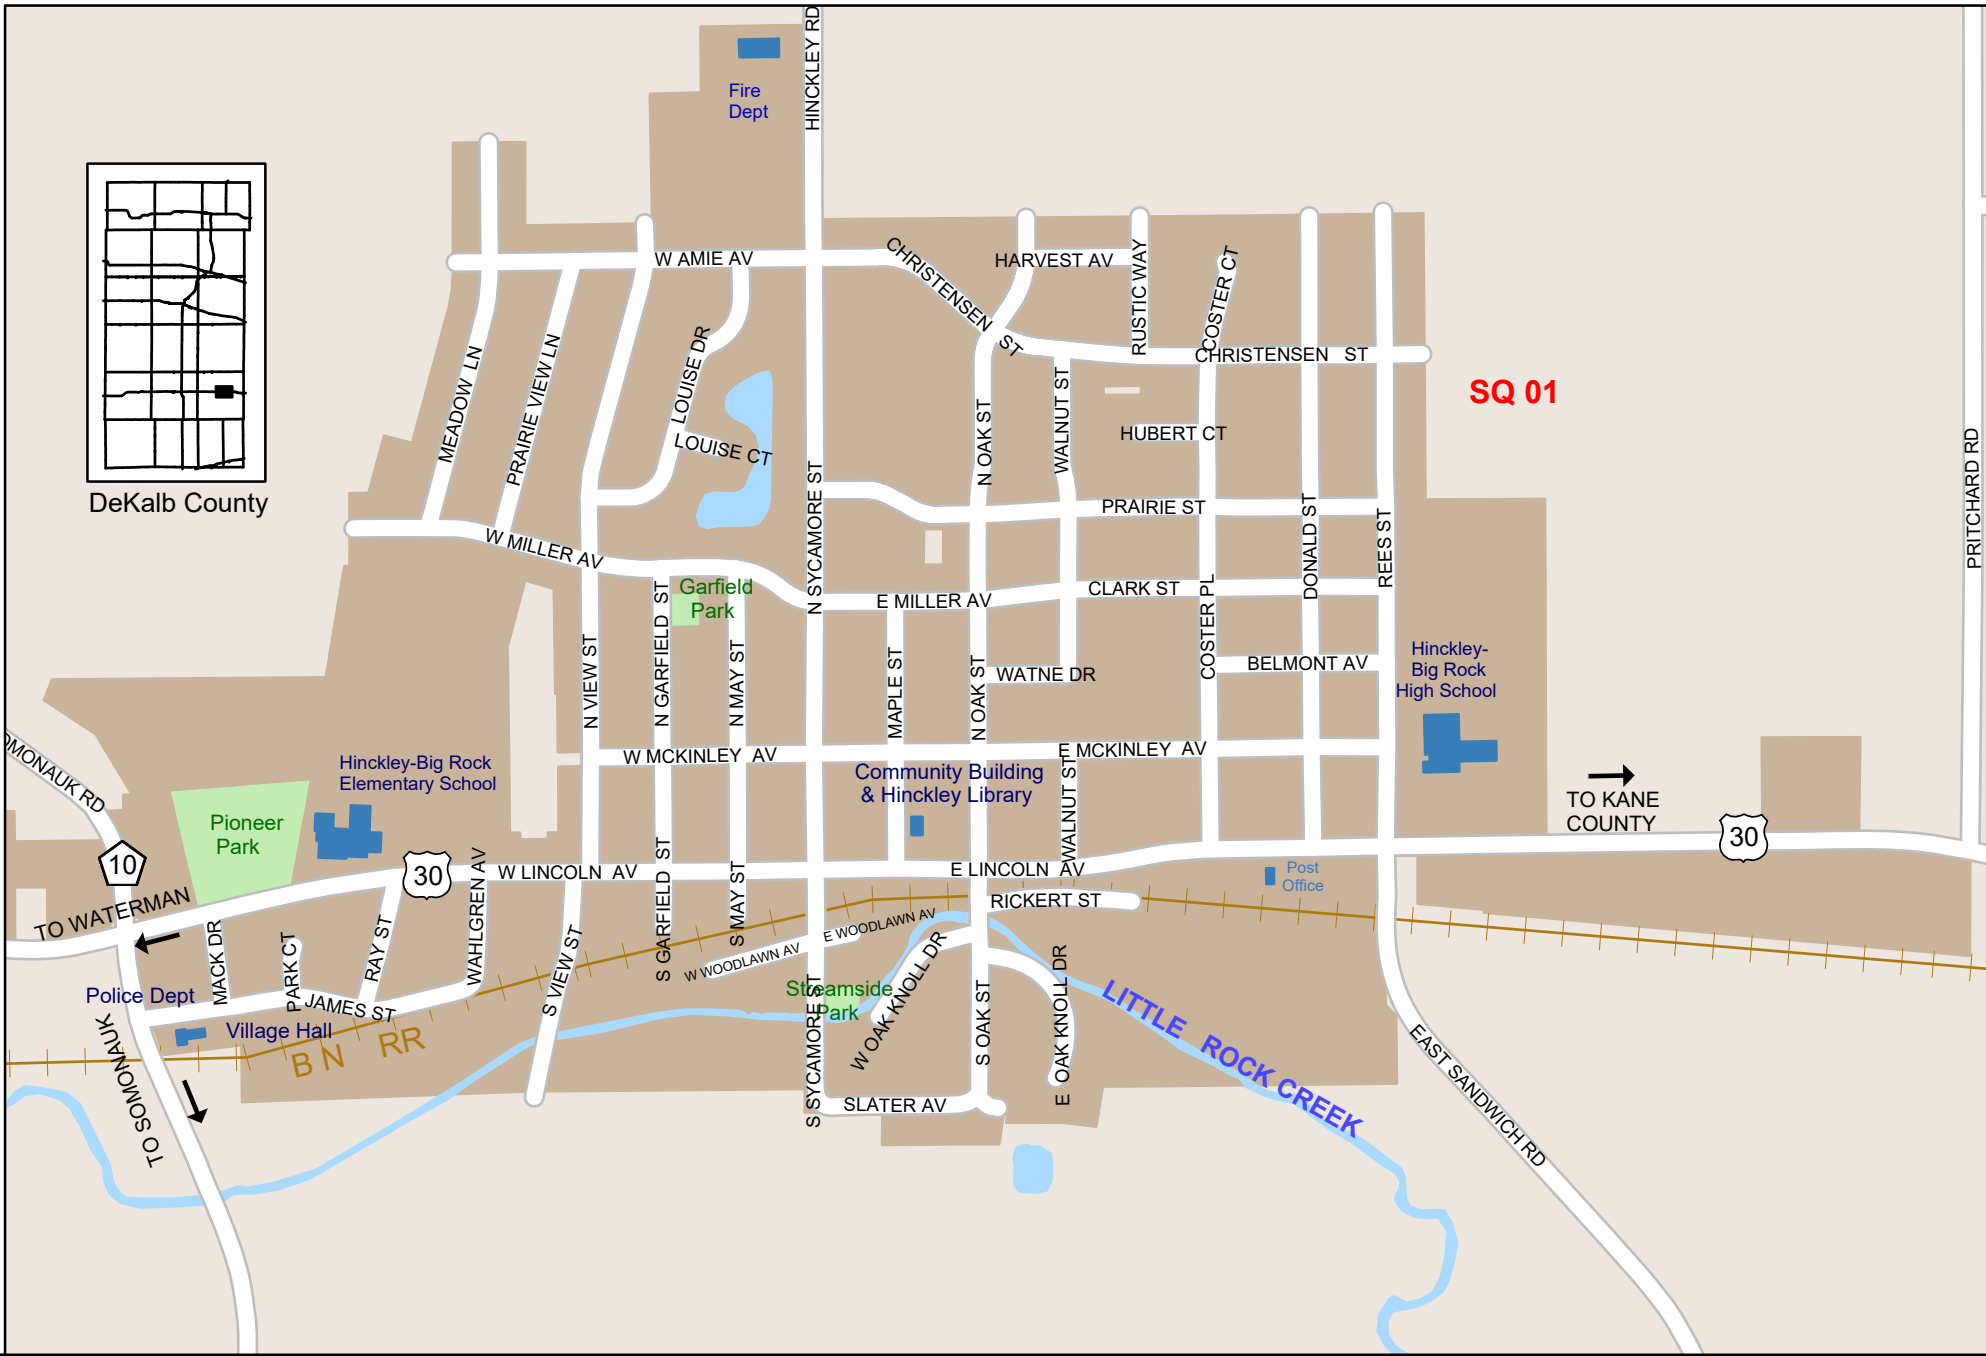 HINCKLEY RD
Fire
Dept
DeKalb County
W AMIE AV
CHRISTENSEN ST
HARVEST AV
RUSTIC WAY
COSTER CT
CHRISTENSEN ST
SQ 01
PRITCHARD RD
MEADOW LN
PRAIRIE VIEW LN
LOUISE DR
LOUISE CT
N OAK ST
WALNUT ST
HUBERT CT
N SYCAMORE ST
PRAIRIE ST
DONALD ST
REES ST
W MILLER AV
Garfield
Park
E MILLER AV
CLARK ST
N VIEW ST
N GARFIELD ST
N MAY ST
MAPLE ST
N OAK ST
WATNE DR
COSTER PL
BELMONT AV
Hinckley-
Big Rock
High School
W MCKINLEY AV
E MCKINLEY AV
Hinckley-Big Rock
Elementary School
Community Building
& Hinckley Library
WALNUT ST
TO KANE
COUNTY
30
OMONAUK RD
Pioneer
Park
10
30
W LINCOLN AV
E LINCOLN AV
Post
Office
TO WATERMAN
MACK DR
PARK CT
RAY ST
WAHLGREN AV
S VIEW ST
S GARFIELD ST
S MAY ST
W WOODLAWN AV
E WOODLAWN AV
RICKERT ST
Police Dept
JAMES ST
Village Hall
B N RR
Streamside
Park
W OAK KNOLL DR
S OAK ST
E OAK KNOLL DR
LITTLE ROCK CREEK
TO SOMONAUK
S SYCAMORE ST
SLATER AV
EAST SANDWICH RD